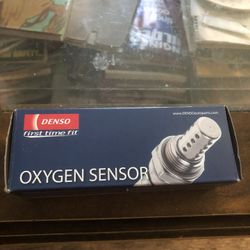 DENSO
first time fit
www.DENSOautoparts.com
OXYGEN SENSOR